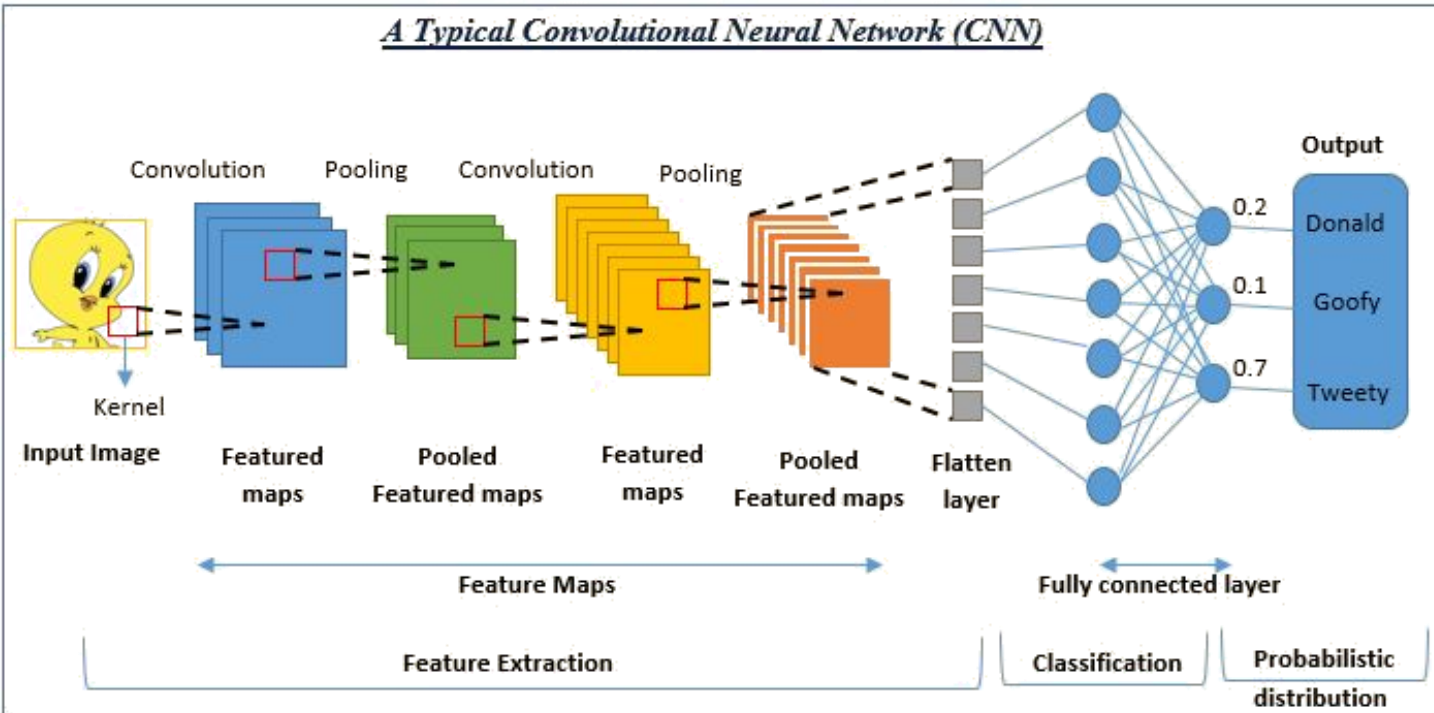 A Typical Convolutional Neural Network (CNN)
Convolution
Pooling
Convolution
Pooling
Kernel
Input Image
Featured
maps
Pooled
Featured maps
Featured
maps
Pooled
Featured maps
Flatten
layer
Output
0.2
Donald
0.1
Goofy
0.7
Tweety
Feature Maps
Fully connected layer
Feature Extraction
Classification
Probabilistic
distribution